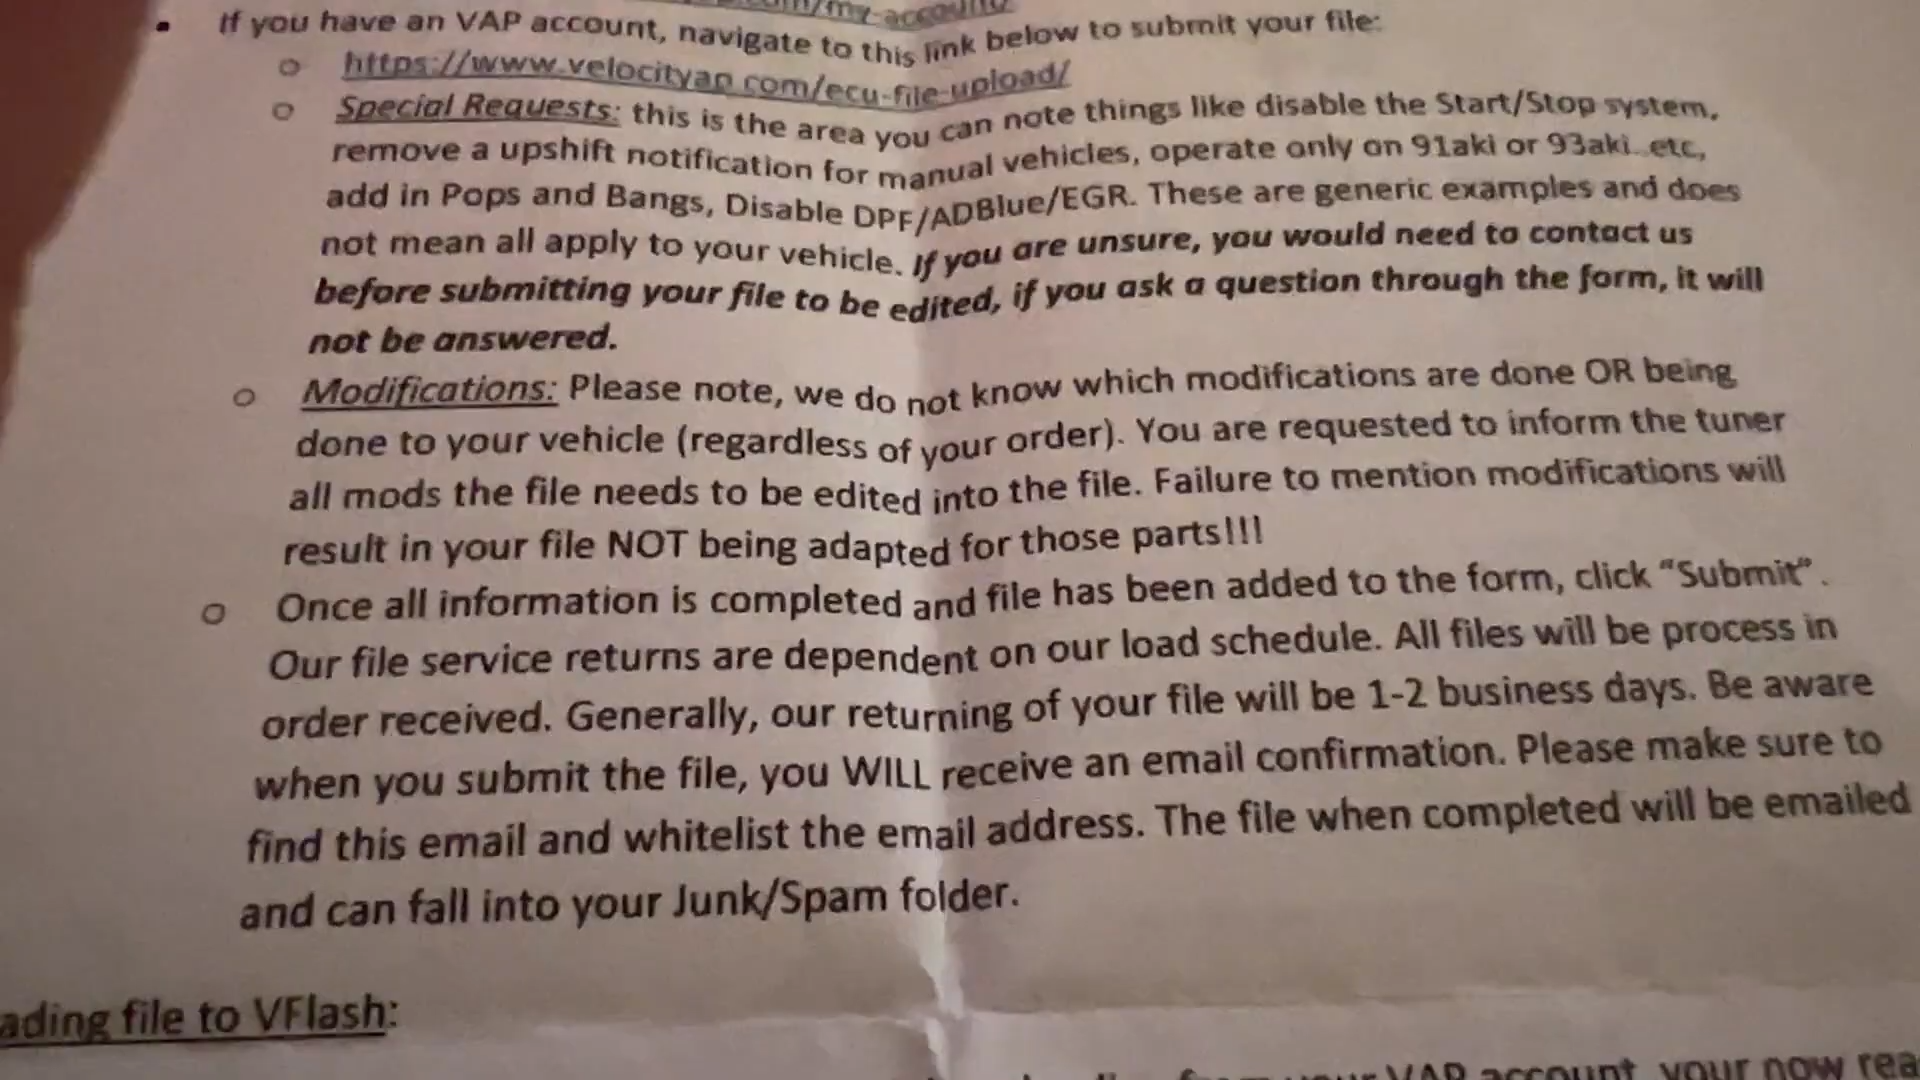 /my-account/
▪ If you have an VAP account, navigate to this link below to submit your file:
o https://www.velocityap.com/ecu-file-upload/
o Special Requests: this is the area you can note things like disable the Start/Stop system,
remove a upshift notification for manual vehicles, operate only on 91aki or 93aki..etc,
add in Pops and Bangs, Disable DPF/ADBlue/EGR. These are generic examples and does
not mean all apply to your vehicle. If you are unsure, you would need to contact us
before submitting your file to be edited, if you ask a question through the form, it will
not be answered.
o Modifications: Please note, we do not know which modifications are done OR being
done to your vehicle (regardless of your order). You are requested to inform the tuner
all mods the file needs to be edited into the file. Failure to mention modifications will
result in your file NOT being adapted for those parts!!!
o Once all information is completed and file has been added to the form, click "Submit".
Our file service returns are dependent on our load schedule. All files will be process in
order received. Generally, our returning of your file will be 1-2 business days. Be aware
when you submit the file, you WILL receive an email confirmation. Please make sure to
find this email and whitelist the email address. The file when completed will be emailed
and can fall into your Junk/Spam folder.
ading file to VFlash:
your VAP account, your now rea